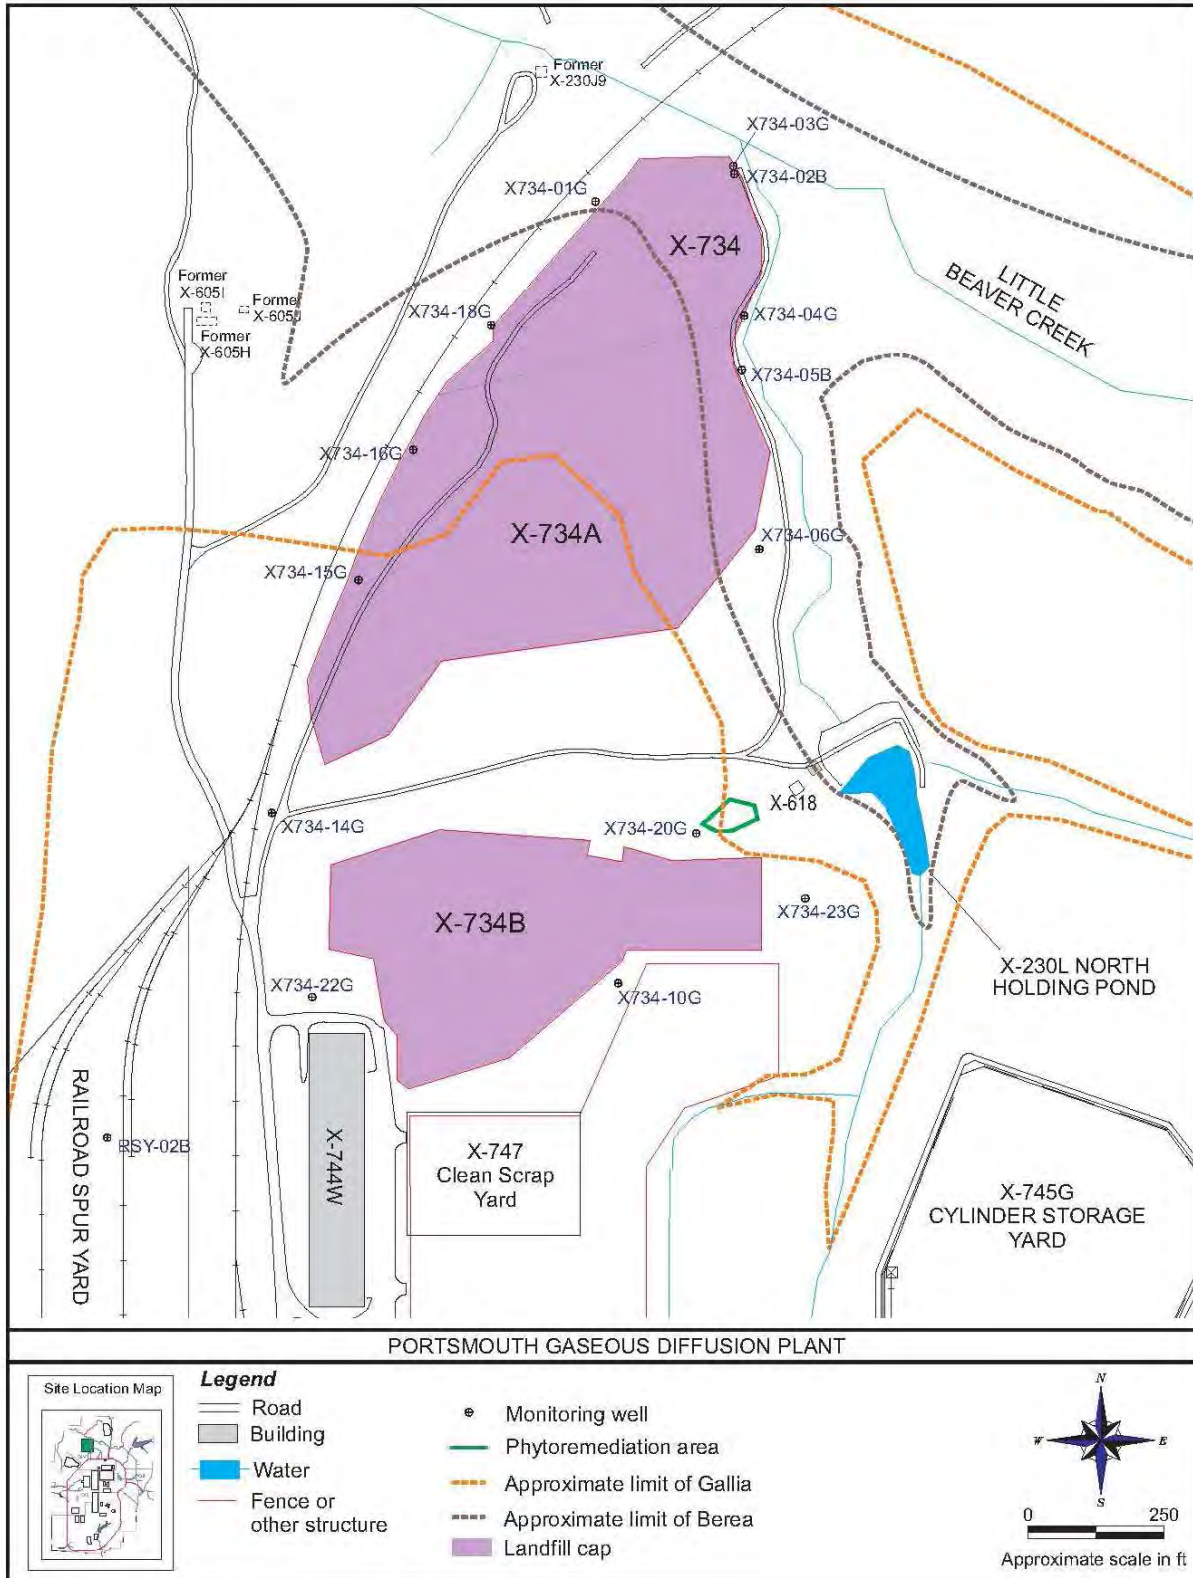 Former
X-230J9
X734-03G
X734-02B
X734-01G
X-734
LITTLE
BEAVER CREEK
Former
X-605I
Former
X-605J
Former
X-605H
X734-18G
X734-04G
X734-05B
X734-16G
X-734A
X734-06G
X734-15G
X-618
X734-14G
X734-20G
X-734B
X734-23G
X-230L NORTH
HOLDING POND
X734-22G
X734-10G
RAILROAD SPUR YARD
RSY-02B
X-744W
X-747
Clean Scrap
Yard
X-745G
CYLINDER STORAGE
YARD
PORTSMOUTH GASEOUS DIFFUSION PLANT
Site Location Map
Legend
Road
Building
Water
Fence or
other structure
Monitoring well
Phytoremediation area
Approximate limit of Gallia
Approximate limit of Berea
Landfill cap
N
W
E
S
0 250
Approximate scale in ft